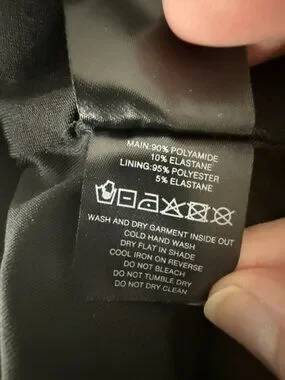 MAIN:90% POLYAMIDE
10% ELASTANE
LINING:95% POLYESTER
5% ELASTANE
WASH AND DRY GARMENT INSIDE OUT
COLD HAND WASH
DRY FLAT IN SHADE
COOL IRON ON REVERSE
DO NOT BLEACH
DO NOT TUMBLE DRY
DO NOT DRY CLEAN